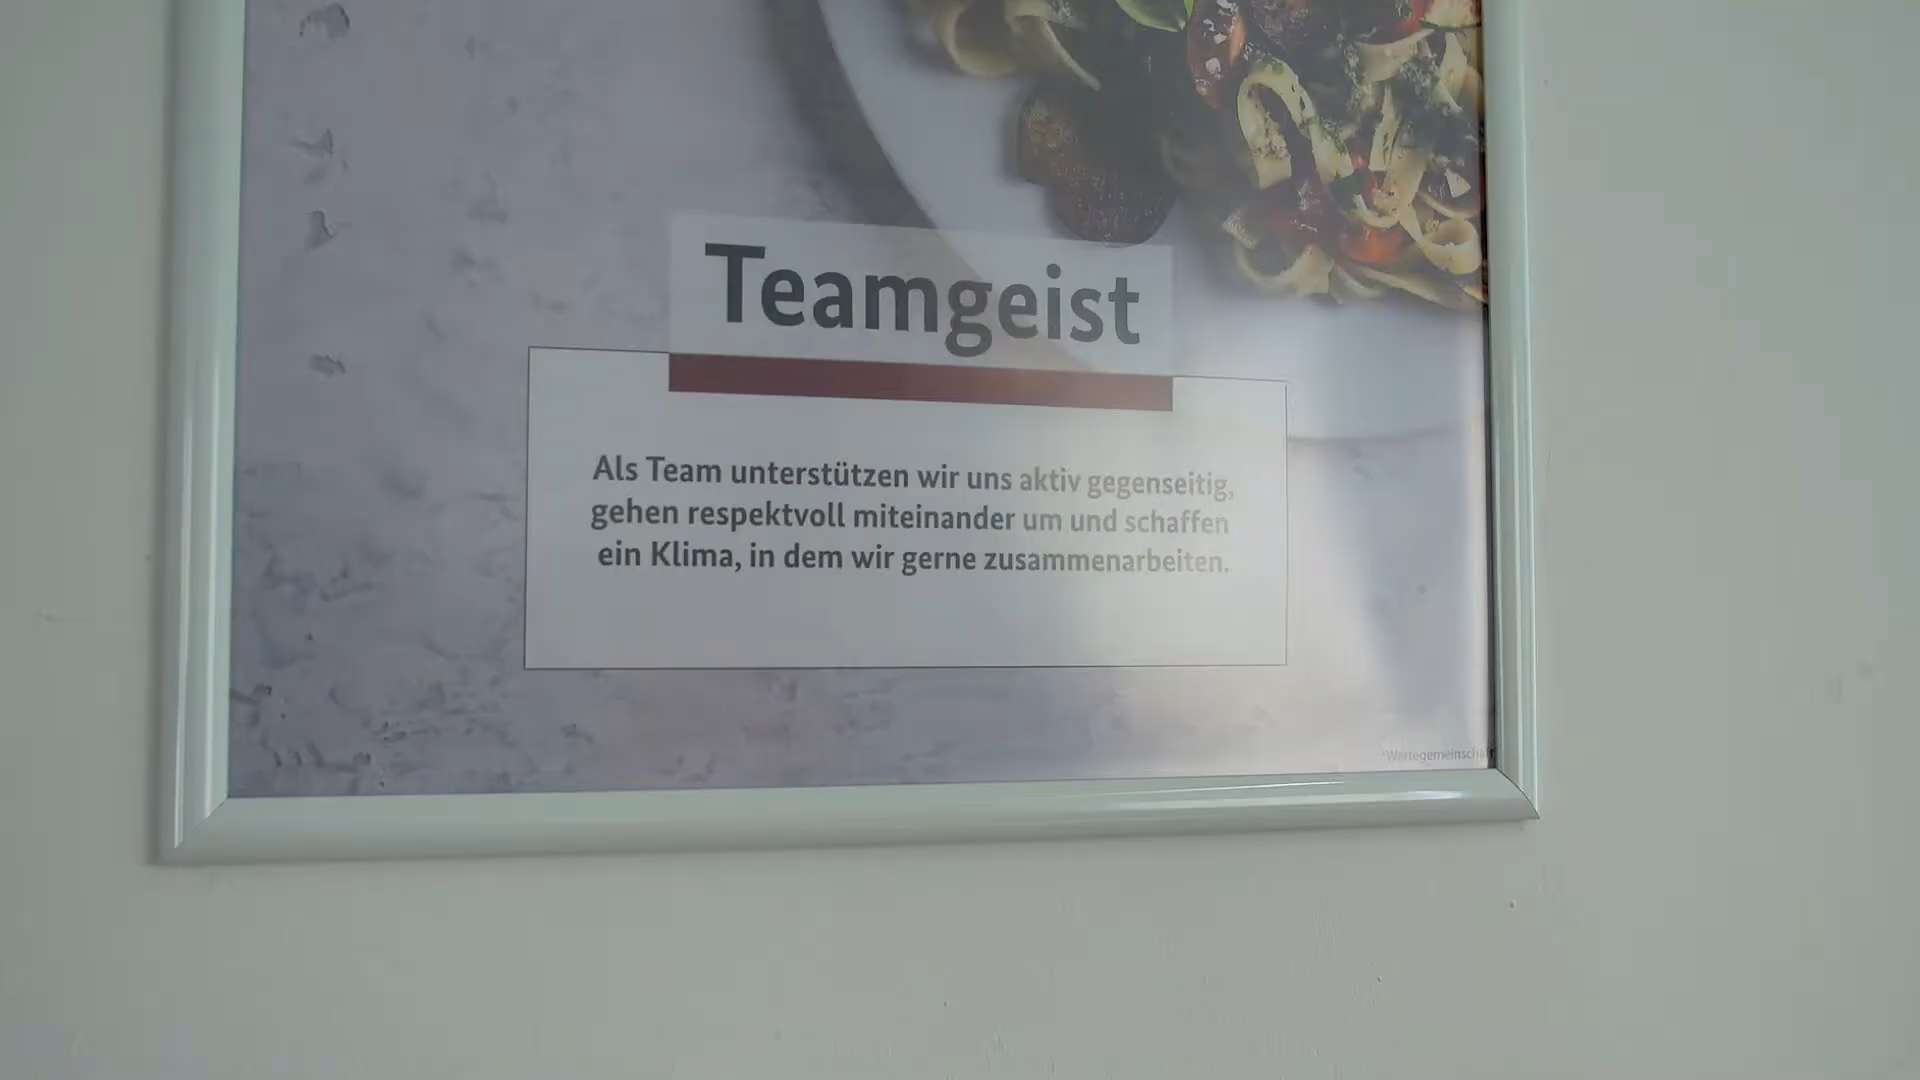 Teamgeist
Als Team unterstützen wir uns aktiv gegenseitig,
gehen respektvoll miteinander um und schaffen
ein Klima, in dem wir gerne zusammenarbeiten.